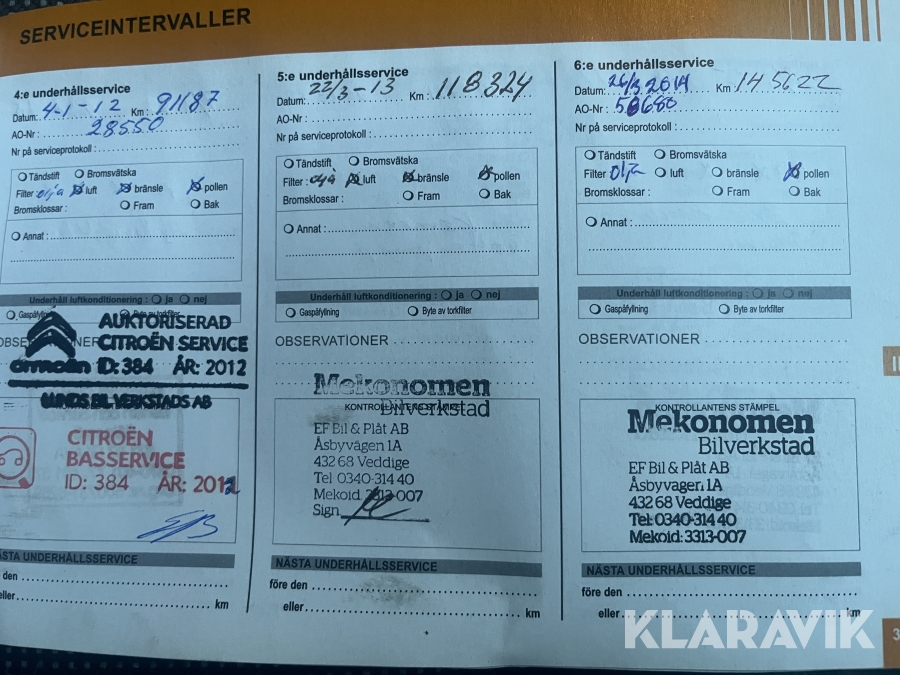 SERVICEINTERVALLER
4:e underhållsservice
Datum: 4-1-12 Km: 91187
AO-Nr: 28550
Nr på serviceprotokoll:
Tändstift Bromsvätska
Filter olja luft bränsle pollen
Bromsklossar: Fram Bak
Annat:
Underhåll luftkonditionering: ja nej
Gaspåfyllning Byte av torkfilter
OBSERVATIONER
AUKTORISERAD
CITROËN SERVICE
CITROËN ID: 384 ÅR: 2012
LUNDS BIL VERKSTADS AB
CITROËN
BASSERVICE
ID: 384 ÅR: 2012
NÄSTA UNDERHÅLLSSERVICE
den
eller km
5:e underhållsservice
Datum: 22/3-13 Km: 118324
AO-Nr:
Nr på serviceprotokoll:
Tändstift Bromsvätska
Filter: olja luft bränsle pollen
Bromsklossar: Fram Bak
Annat:
Underhåll luftkonditionering: ja nej
Gaspåfyllning Byte av torkfilter
OBSERVATIONER
Mekonomen
KONTROLLANTENS STÄMPEL
Bilverkstad
EF Bil & Plåt AB
Åsbyvägen 1A
432 68 Veddige
Tel 0340-314 40
Mekoid: 3313-007
Sign
NÄSTA UNDERHÅLLSSERVICE
före den
eller km
6:e underhållsservice
Datum: 26/3 2014 Km 145622
AO-Nr: 58680
Nr på serviceprotokoll:
Tändstift Bromsvätska
Filter: Olja luft bränsle pollen
Bromsklossar: Fram Bak
Annat:
Underhåll luftkonditionering: ja nej
Gaspåfyllning Byte av torkfilter
OBSERVATIONER
KONTROLLANTENS STÄMPEL
Mekonomen
Bilverkstad
EF Bil & Plåt AB
Åsbyvägen 1A
432 68 Veddige
Tel: 0340-314 40
Mekoid: 3313-007
NÄSTA UNDERHÅLLSSERVICE
före den
eller km
KLARAVIK